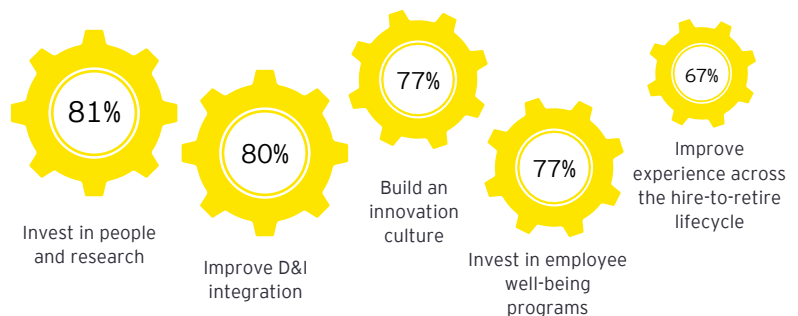 81%
Invest in people
and research
80%
Improve D&I
integration
77%
Build an
innovation
culture
77%
Invest in employee
well-being
programs
67%
Improve
experience across
the hire-to-retire
lifecycle